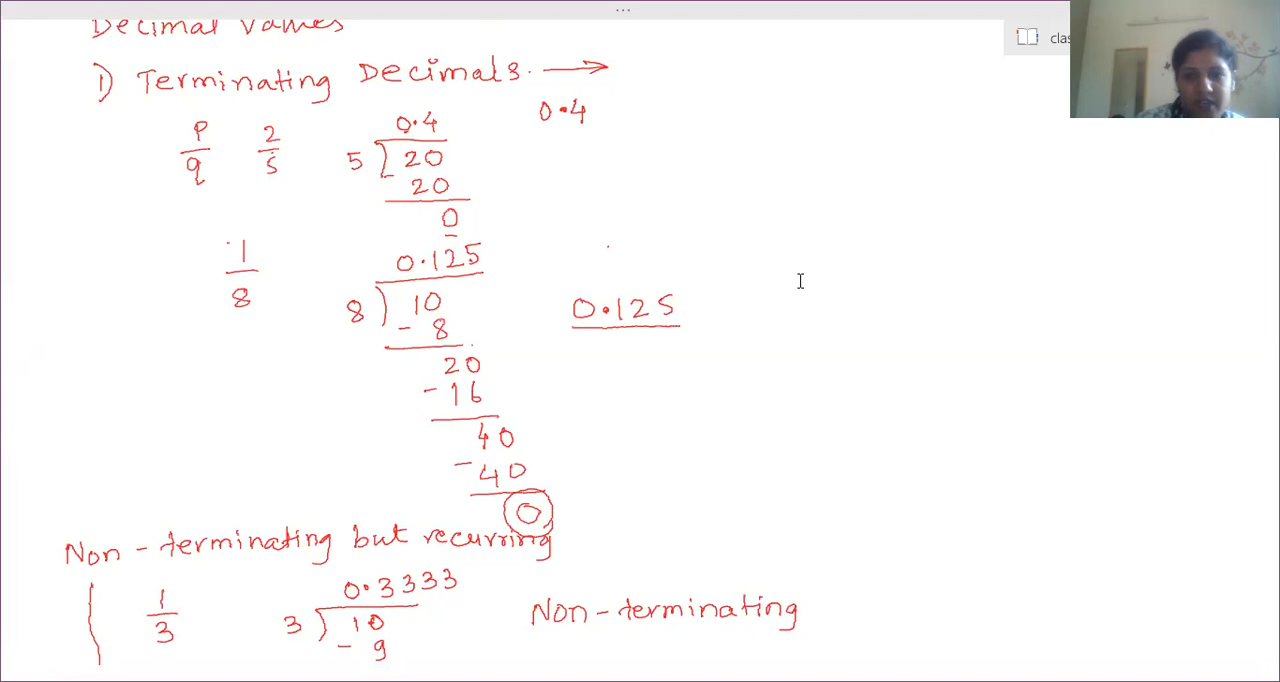 ...
clas
Decimal values
1) Terminating Decimals. →
0.4
p/q 2/5
0.4
5 ) 20
20
0
1/8
0.125
8 ) 10
- 8
20
- 16
40
- 40
0
0.125
Non-terminating but recurring
1/3
0.3333
3 ) 10
- 9
Non-terminating